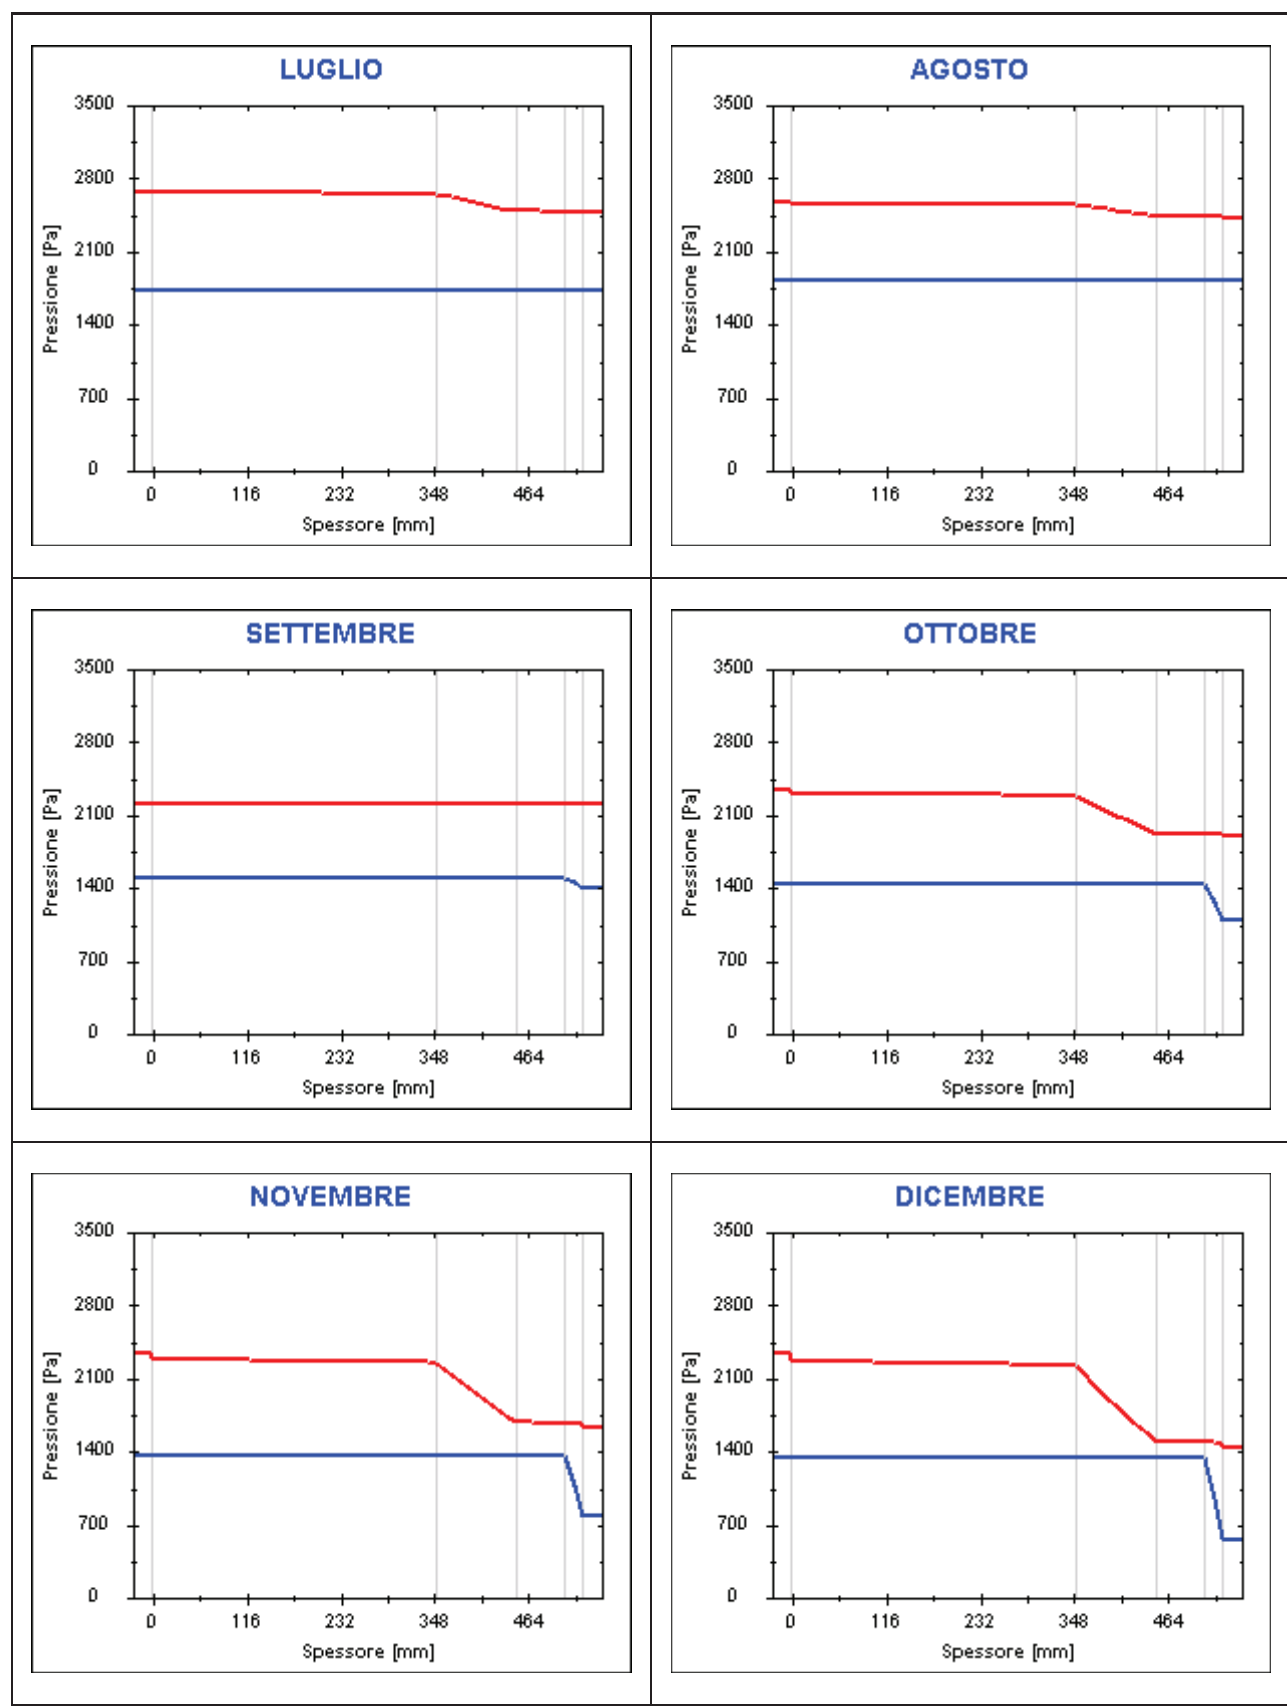 LUGLIO
3500
2800
2100
1400
700
0
Pressione [Pa]
0 116 232 348 464
Spessore [mm]
AGOSTO
3500
2800
2100
1400
700
0
Pressione [Pa]
0 116 232 348 464
Spessore [mm]
SETTEMBRE
3500
2800
2100
1400
700
0
Pressione [Pa]
0 116 232 348 464
Spessore [mm]
OTTOBRE
3500
2800
2100
1400
700
0
Pressione [Pa]
0 116 232 348 464
Spessore [mm]
NOVEMBRE
3500
2800
2100
1400
700
0
Pressione [Pa]
0 116 232 348 464
Spessore [mm]
DICEMBRE
3500
2800
2100
1400
700
0
Pressione [Pa]
0 116 232 348 464
Spessore [mm]